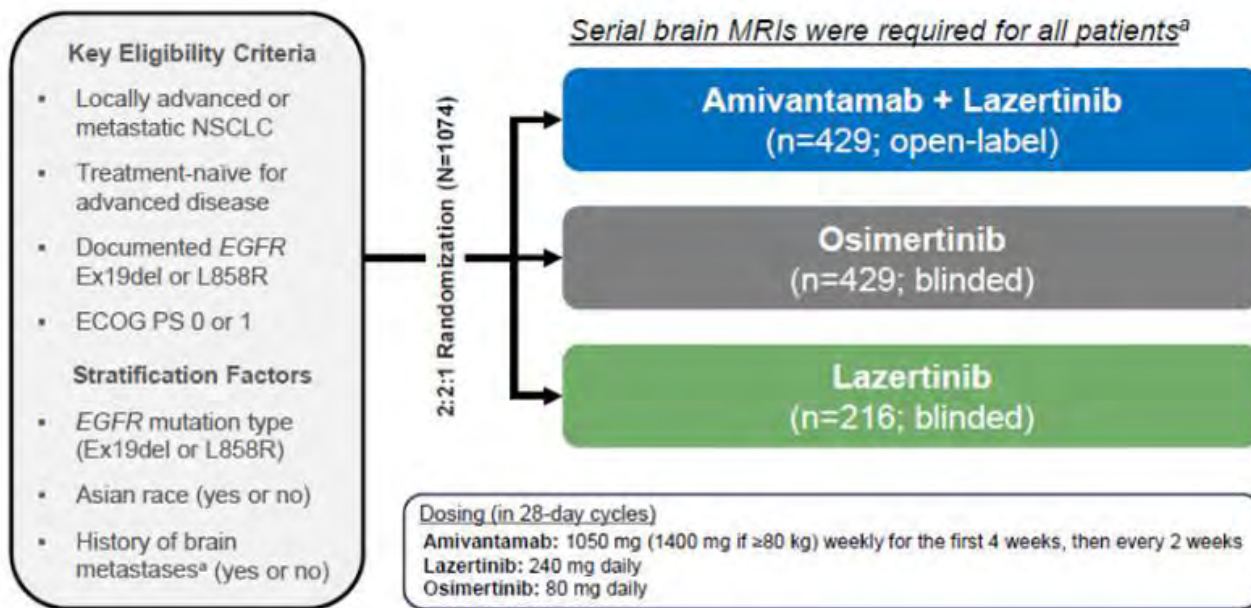 Key Eligibility Criteria
▪ Locally advanced or
metastatic NSCLC
▪ Treatment-naïve for
advanced disease
▪ Documented EGFR
Ex19del or L858R
▪ ECOG PS 0 or 1
Stratification Factors
▪ EGFR mutation type
(Ex19del or L858R)
▪ Asian race (yes or no)
▪ History of brain
metastasesᵃ (yes or no)
2:2:1 Randomization (N=1074)
Serial brain MRIs were required for all patientsᵃ
Amivantamab + Lazertinib
(n=429; open-label)
Osimertinib
(n=429; blinded)
Lazertinib
(n=216; blinded)
Dosing (in 28-day cycles)
Amivantamab: 1050 mg (1400 mg if ≥80 kg) weekly for the first 4 weeks, then every 2 weeks
Lazertinib: 240 mg daily
Osimertinib: 80 mg daily